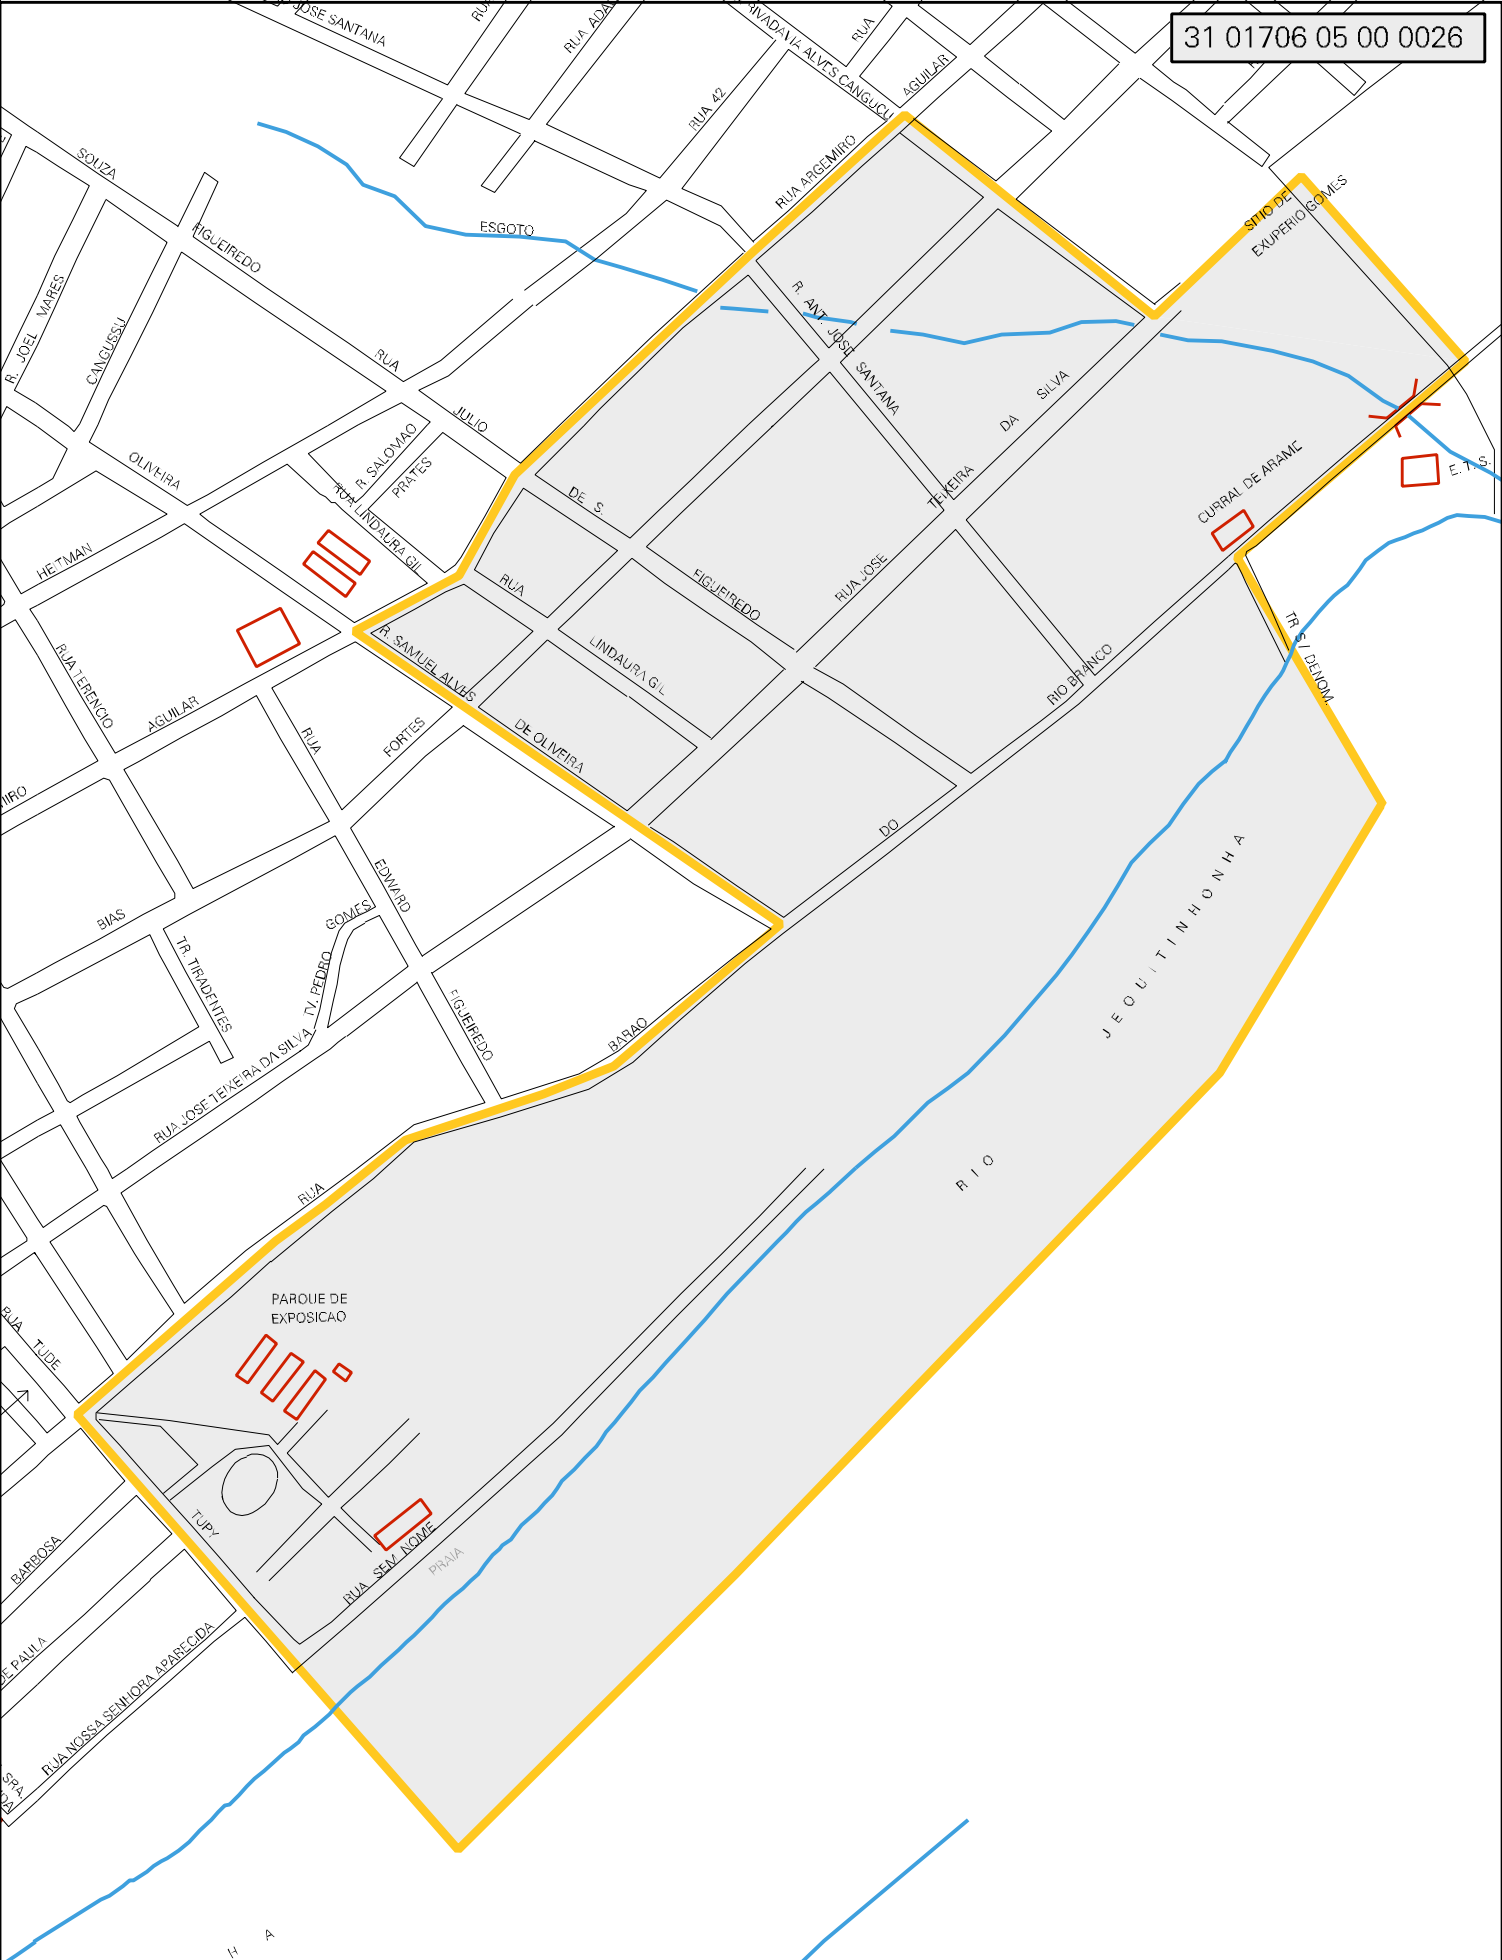 31 01706 05 00 0026
JOSE SANTANA
RUA
RIVADAVIA ALVES CANGUCU
RUA
AGUILAR
RUA 42
SOUZA
RUA ARGEMIRO
SITIO DE
EXUPERIO GOMES
ESGOTO
FIGUEIREDO
R. JOEL MARES
CANGUSSU
R. ANT. JOSE
SANTANA
RUA
JULIO
DA SILVA
R. SALOMAO
PRATES
OLIVEIRA
RUA LINDAURA GIL
DE S.
TEIXEIRA
CURRAL DE ARAME
E.T.S.
HEITMAN
RUA
FIGUEIREDO
RUA JOSE
TR S/ DENOM.
R. SAMUEL ALVES
LINDAURA GIL
RIO BRANCO
RUA TERENCIO
AGUILAR
RUA
FORTES
DE OLIVEIRA
DO
EDWARD
BIAS
GOMES
TR. TIRADENTES
TV. PEDRO
JEQUITINHONHA
FIGUEIREDO
BARAO
RUA JOSE TEIXEIRA DA SILVA
RIO
RUA
PARQUE DE
EXPOSICAO
RUA TUDE
TUPY
RUA SEM NOME
PRAIA
BARBOSA
DE PAULA
RUA NOSSA SENHORA APARECIDA
SRA.
H A